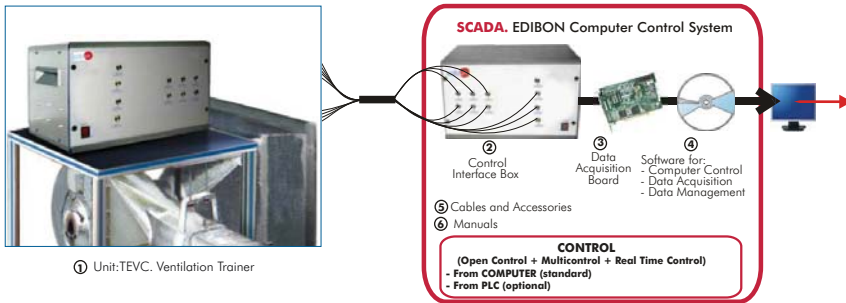 SCADA. EDIBON Computer Control System
② Control
Interface Box
③ Data
Acquisition
Board
④ Software for:
- Computer Control
- Data Acquisition
- Data Management
⑤ Cables and Accessories
⑥ Manuals
① Unit:TEVC. Ventilation Trainer
CONTROL
(Open Control + Multicontrol + Real Time Control)
- From COMPUTER (standard)
- From PLC (optional)